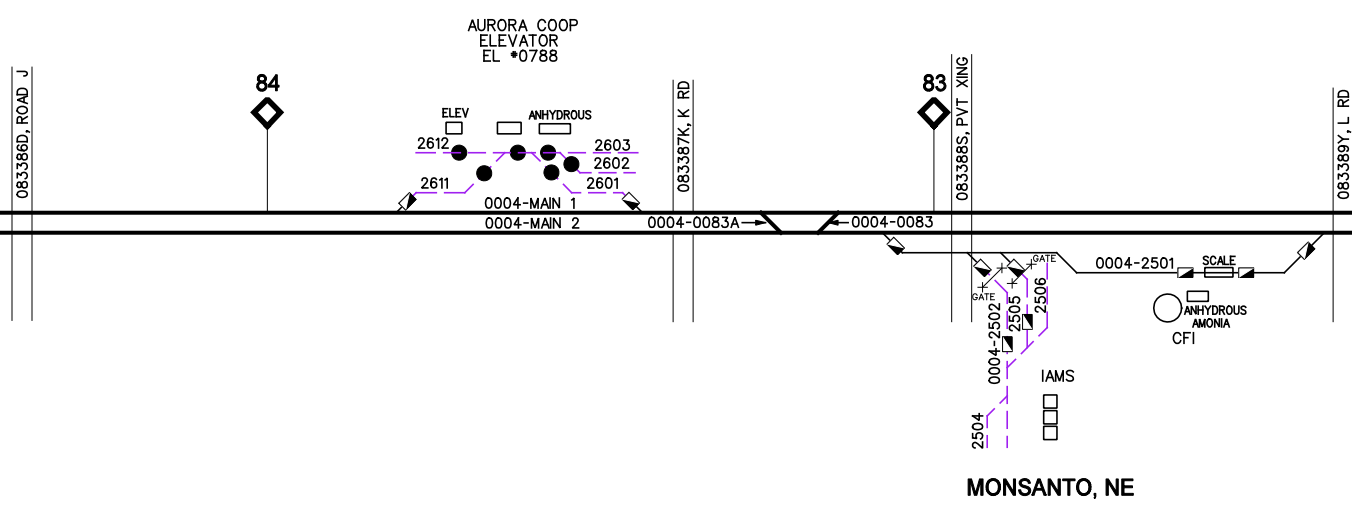 AURORA COOP
ELEVATOR
EL *0788
083386D, ROAD J
84
ELEV
ANHYDROUS
2612
2603
2602
2611
2601
083387K, K RD
83
083388S, PVT XING
083389Y, L RD
0004-MAIN 1
0004-MAIN 2
0004-0083A
0004-0083
GATE
GATE
0004-2501
SCALE
0004-2502
2505
2506
ANHYDROUS
AMONIA
CFI
IAMS
2504
MONSANTO, NE